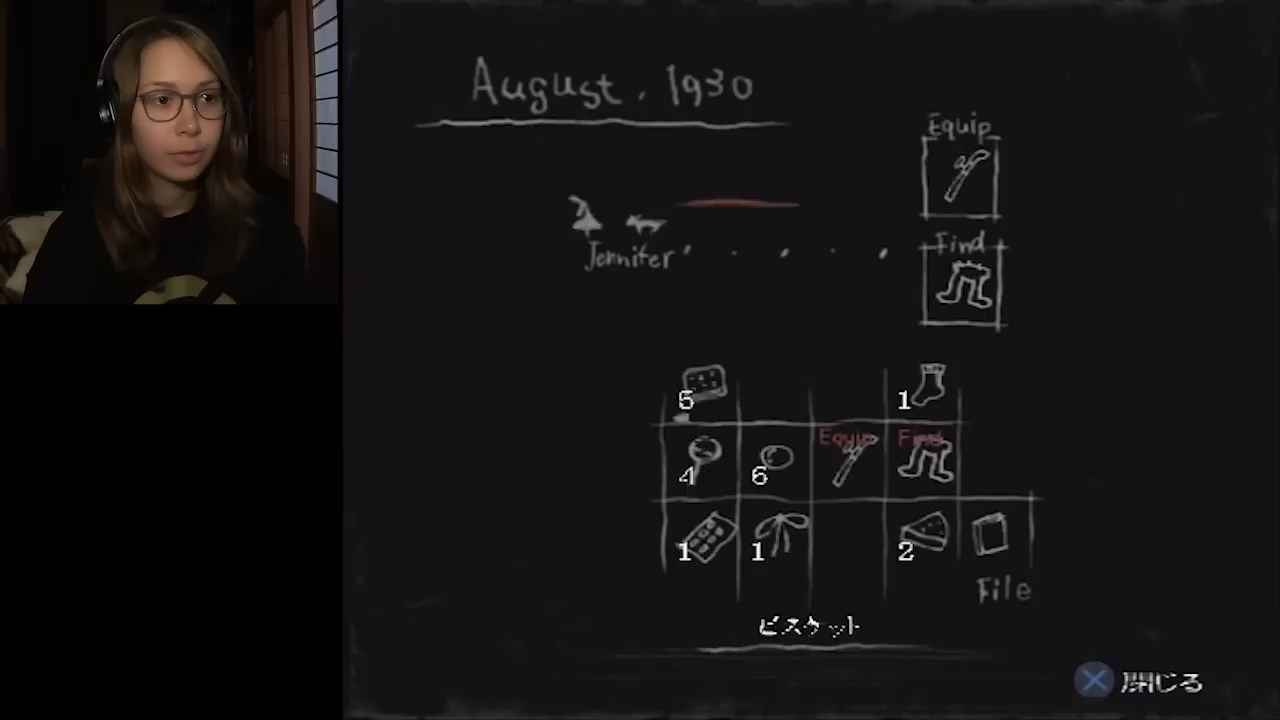 August, 1930
Equip
Jennifer
Find
5
1
Equip
Find
4
6
1
1
2
File
ビスケット
閉じる